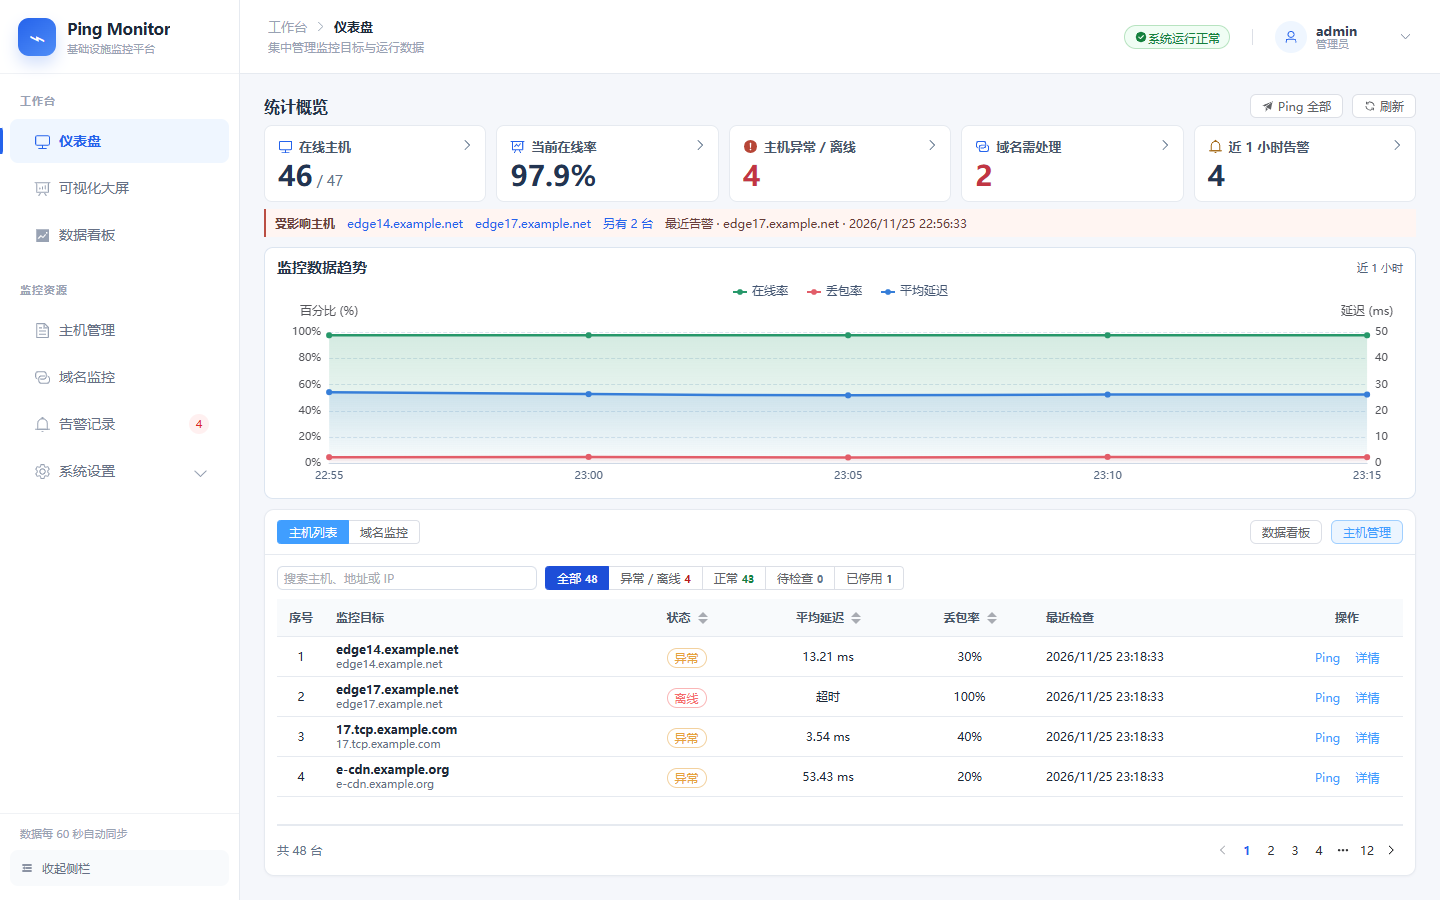 Ping Monitor
基础设施监控平台
工作台
仪表盘
可视化大屏
数据看板
监控资源
主机管理
域名监控
告警记录 4
系统设置
数据每 60 秒自动同步
收起侧栏
工作台 > 仪表盘
集中管理监控目标与运行数据
系统运行正常
admin
管理员
统计概览
Ping 全部
刷新
在线主机
46 / 47
当前在线率
97.9%
主机异常 / 离线
4
域名需处理
2
近 1 小时告警
4
受影响主机 edge14.example.net edge17.example.net 另有 2 台 最近告警 · edge17.example.net · 2026/11/25 22:56:33
监控数据趋势
近 1 小时
在线率 丢包率 平均延迟
百分比 (%) 延迟 (ms)
100% 50
80% 40
60% 30
40% 20
20% 10
0% 0
22:55 23:00 23:05 23:10 23:15
主机列表 域名监控
数据看板 主机管理
搜索主机、地址或 IP
全部 48 异常 / 离线 4 正常 43 待检查 0 已停用 1
序号 监控目标 状态 平均延迟 丢包率 最近检查 操作
1 edge14.example.net 异常 13.21 ms 30% 2026/11/25 23:18:33 Ping 详情
edge14.example.net
2 edge17.example.net 离线 超时 100% 2026/11/25 23:18:33 Ping 详情
edge17.example.net
3 17.tcp.example.com 异常 3.54 ms 40% 2026/11/25 23:18:33 Ping 详情
17.tcp.example.com
4 e-cdn.example.org 异常 53.43 ms 20% 2026/11/25 23:18:33 Ping 详情
e-cdn.example.org
共 48 台
1 2 3 4 ··· 12